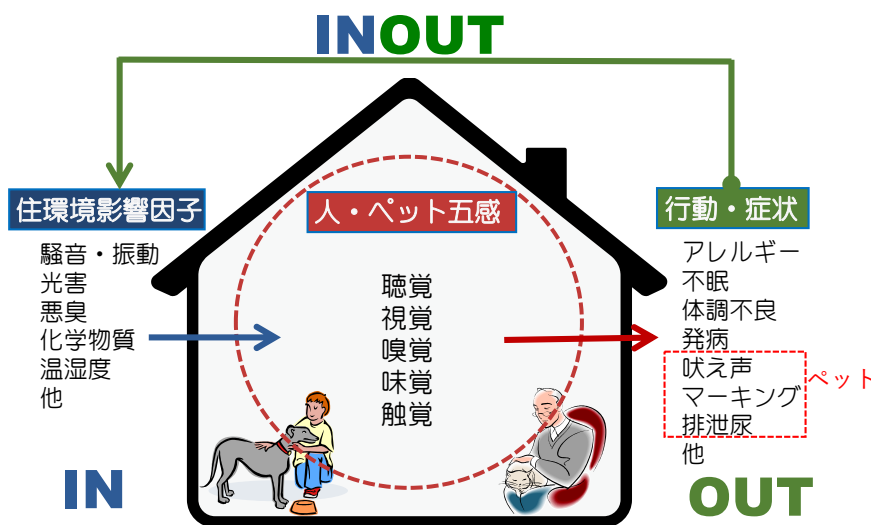 INOUT
住環境影響因子
騒音・振動
光害
悪臭
化学物質
温湿度
他
IN
人・ペット五感
聴覚
視覚
嗅覚
味覚
触覚
行動・症状
アレルギー
不眠
体調不良
発病
吠え声
マーキング
排泄尿
他
ペット
OUT